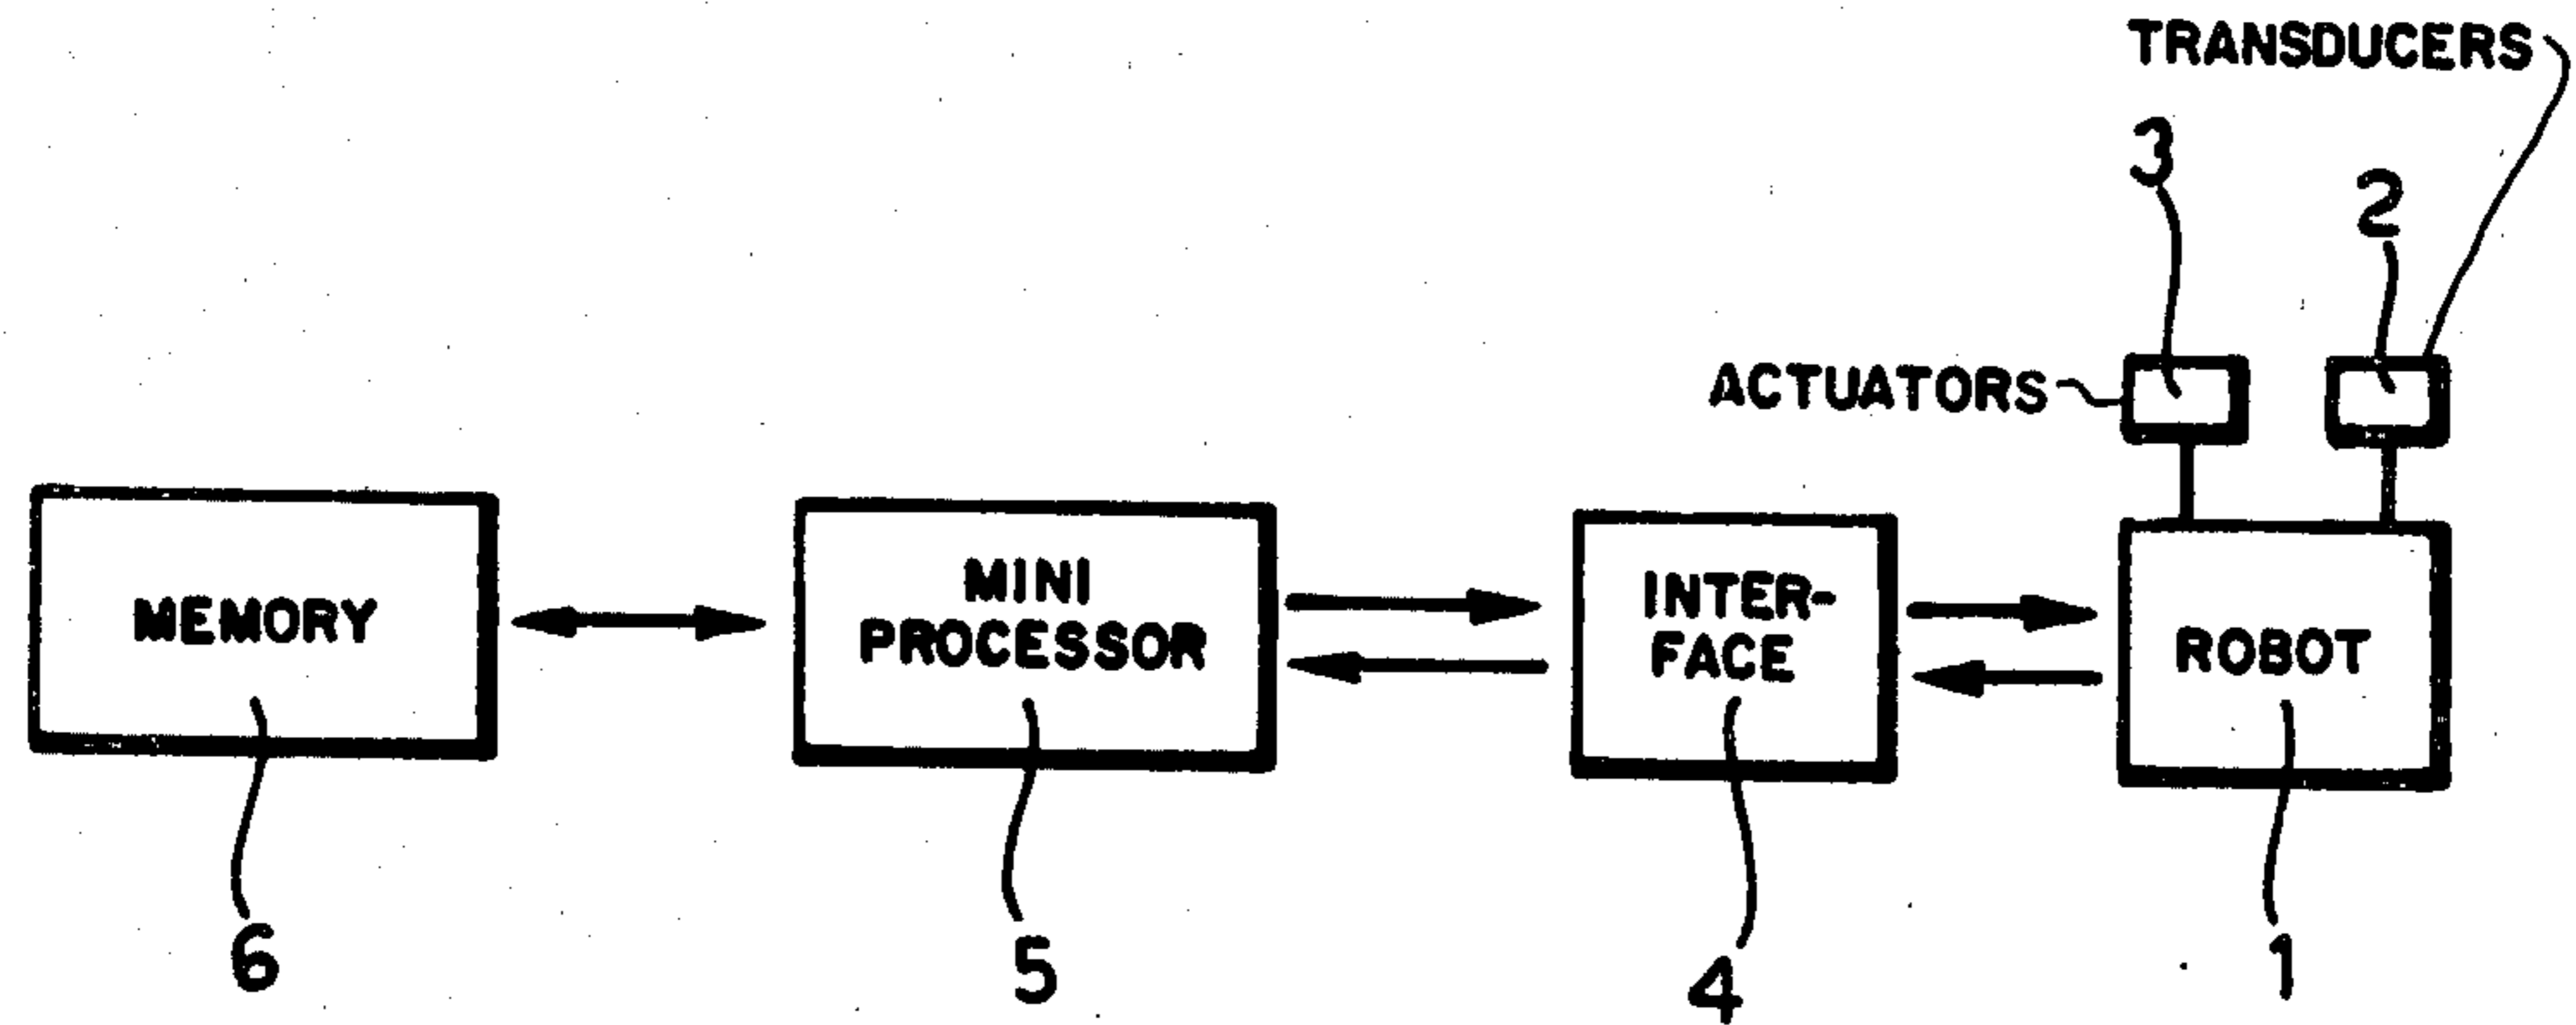 TRANSDUCERS
3
2
ACTUATORS
MEMORY
MINI
PROCESSOR
INTER-
FACE
ROBOT
6
5
4
1